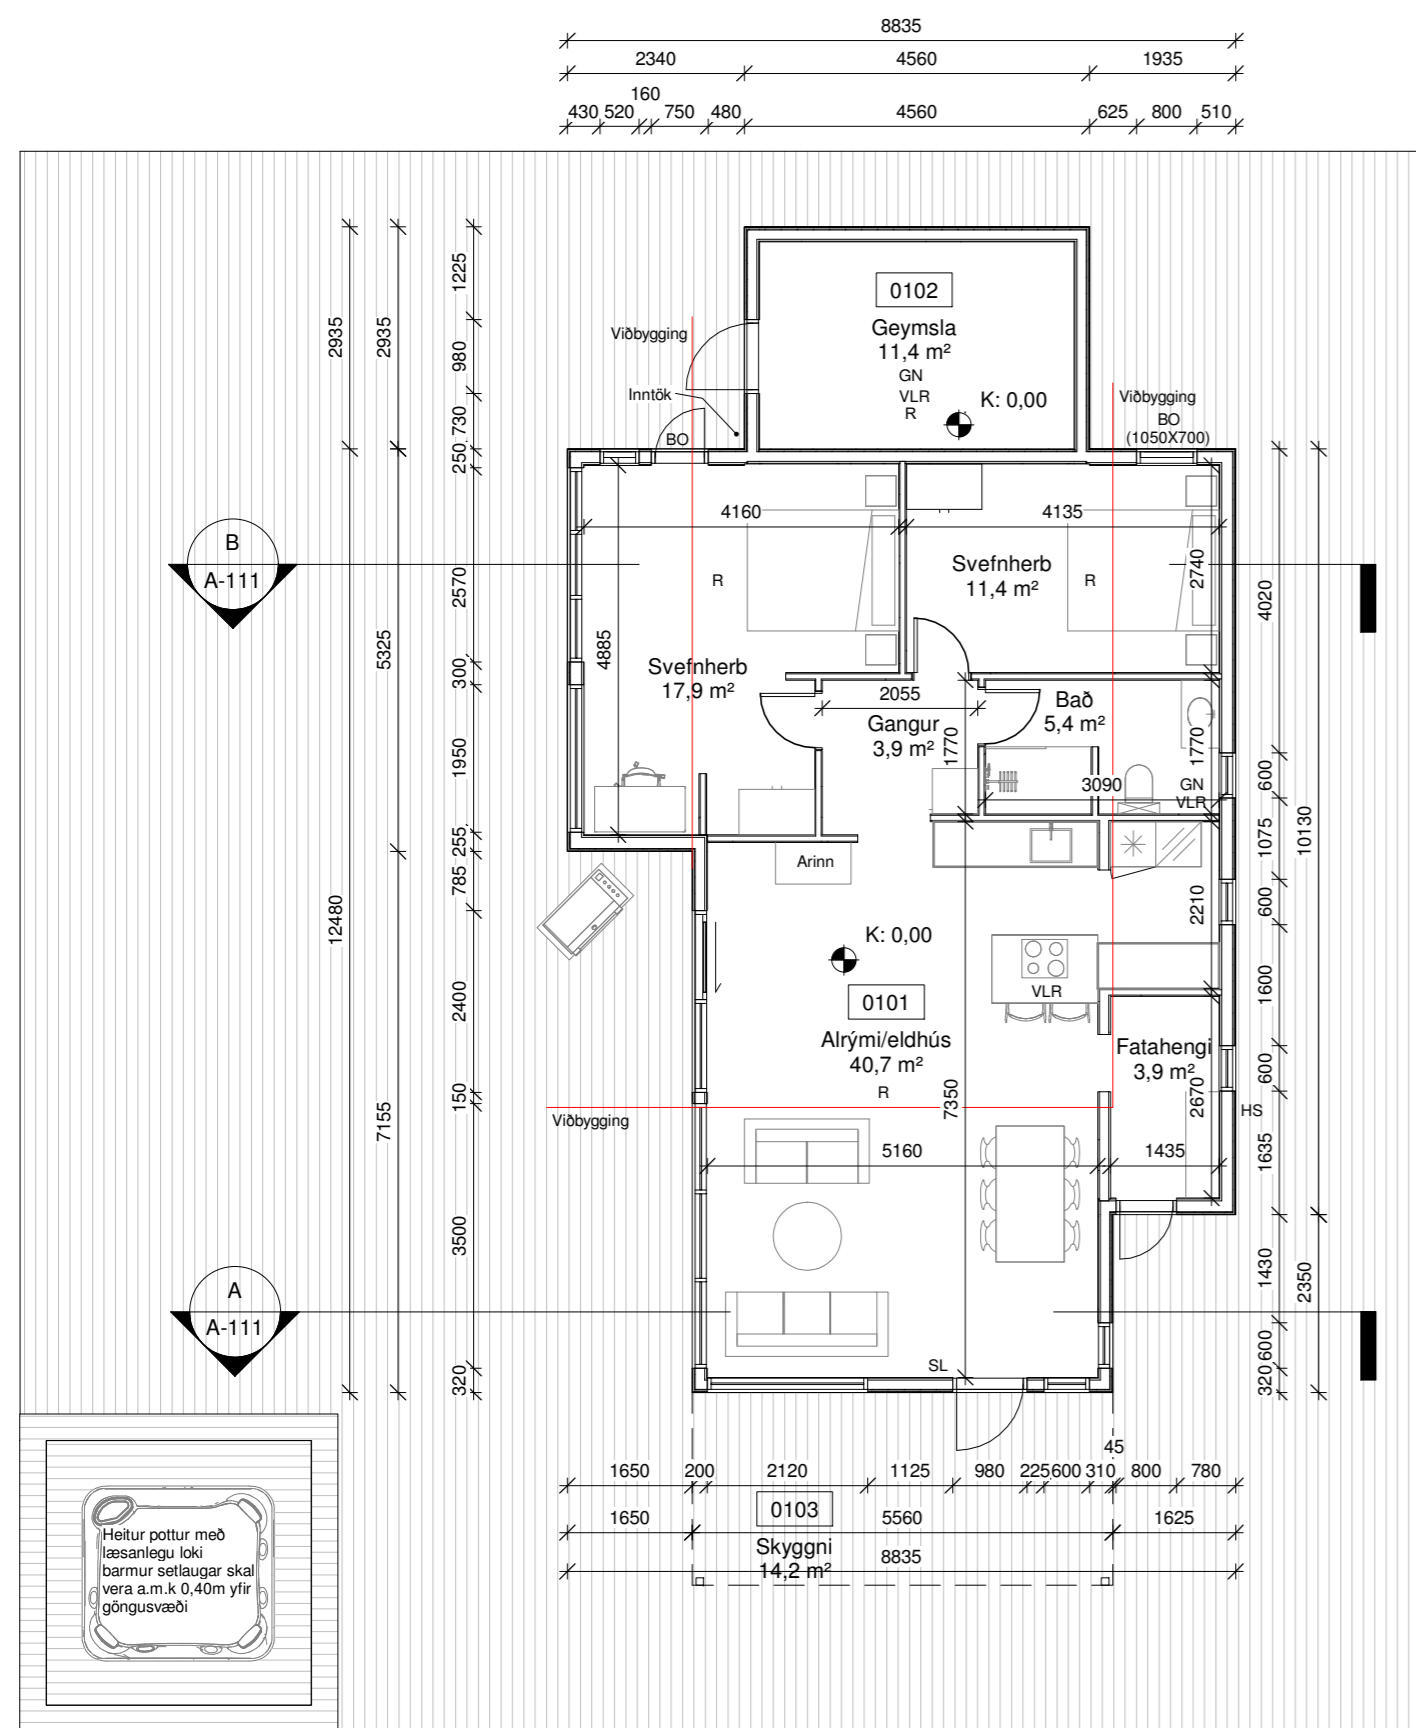 8835
2340 4560 1935
160
430 520 750 480 4560 625 800 510
2935
12480
2935
5325
7155
1225
980
730
250
2570
300
1950
255
785
2400
150
3500
320
0102
Geymsla
11,4 m²
GN
VLR
R
K: 0,00
Viðbygging
Inntök
BO
Viðbygging
BO
(1050X700)
4160
4135
B
A-111
R
Svefnherb
11,4 m²
R
2740
4885
Svefnherb
17,9 m²
2055
Gangur
3,9 m²
1770
Bað
5,4 m²
1770
3090
GN
VLR
Arinn
K: 0,00
0101
Alrými/eldhús
40,7 m²
R
VLR
2210
Fatahengi
3,9 m²
2670
HS
7350
Viðbygging
5160
1435
A
A-111
SL
4020
600
1075
600
1600
600
1635
1430
600
320
10130
2350
45
1650 200 2120 1125 980 225 600 310 800 780
0103
1650 5560 1625
Skyggni
14,2 m²
8835
Heitur pottur með
læsanlegu loki
barmur setlaugar skal
vera a.m.k 0,40m yfir
göngusvæði